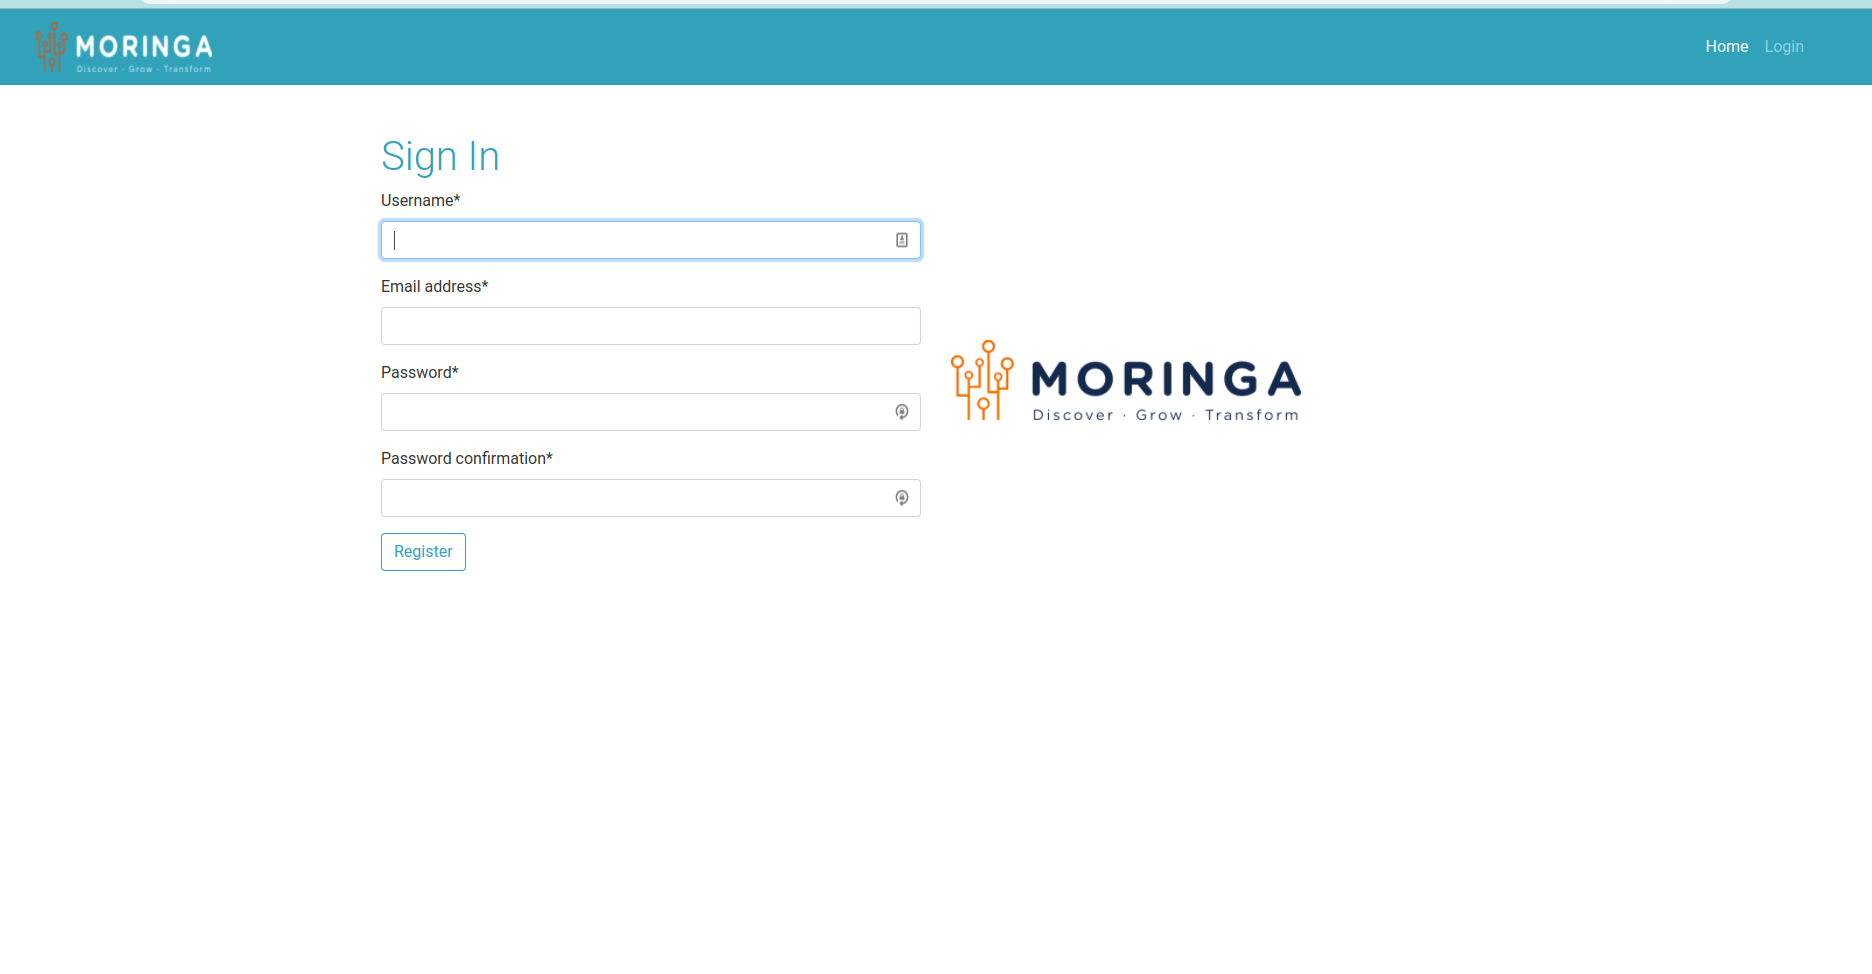 MORINGA
Discover · Grow · Transform
Home Login
Sign In
Username*
Email address*
Password*
Password confirmation*
Register
MORINGA
Discover · Grow · Transform